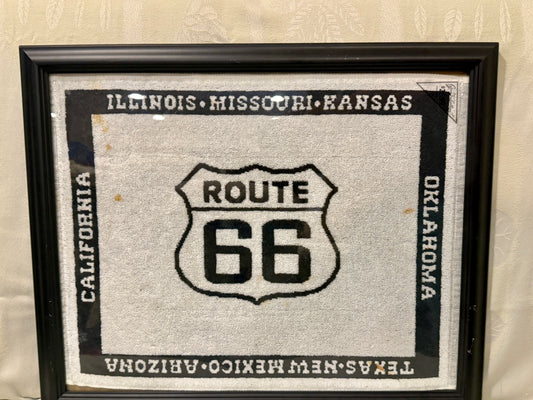 ILLINOIS•MISSOURI•KANSAS
OKLAHOMA
TEXAS•NEW MEXICO•ARIZONA
CALIFORNIA
ROUTE
66